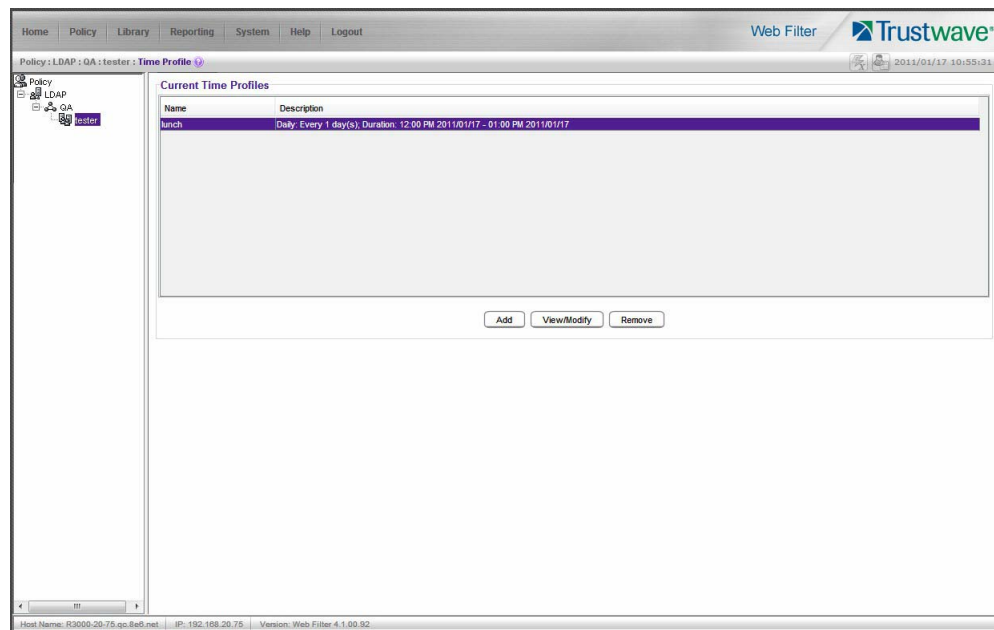 Home Policy Library Reporting System Help Logout
Web Filter
Trustwave®
Policy : LDAP : QA : tester : Time Profile
2011/01/17 10:55:31
Policy
LDAP
QA
tester
Current Time Profiles
Name Description
lunch Daily: Every 1 day(s); Duration: 12:00 PM 2011/01/17 - 01:00 PM 2011/01/17
Add View/Modify Remove
Host Name: R3000-20-75.qc.8e6.net IP: 192.168.20.75 Version: Web Filter 4.1.00.92